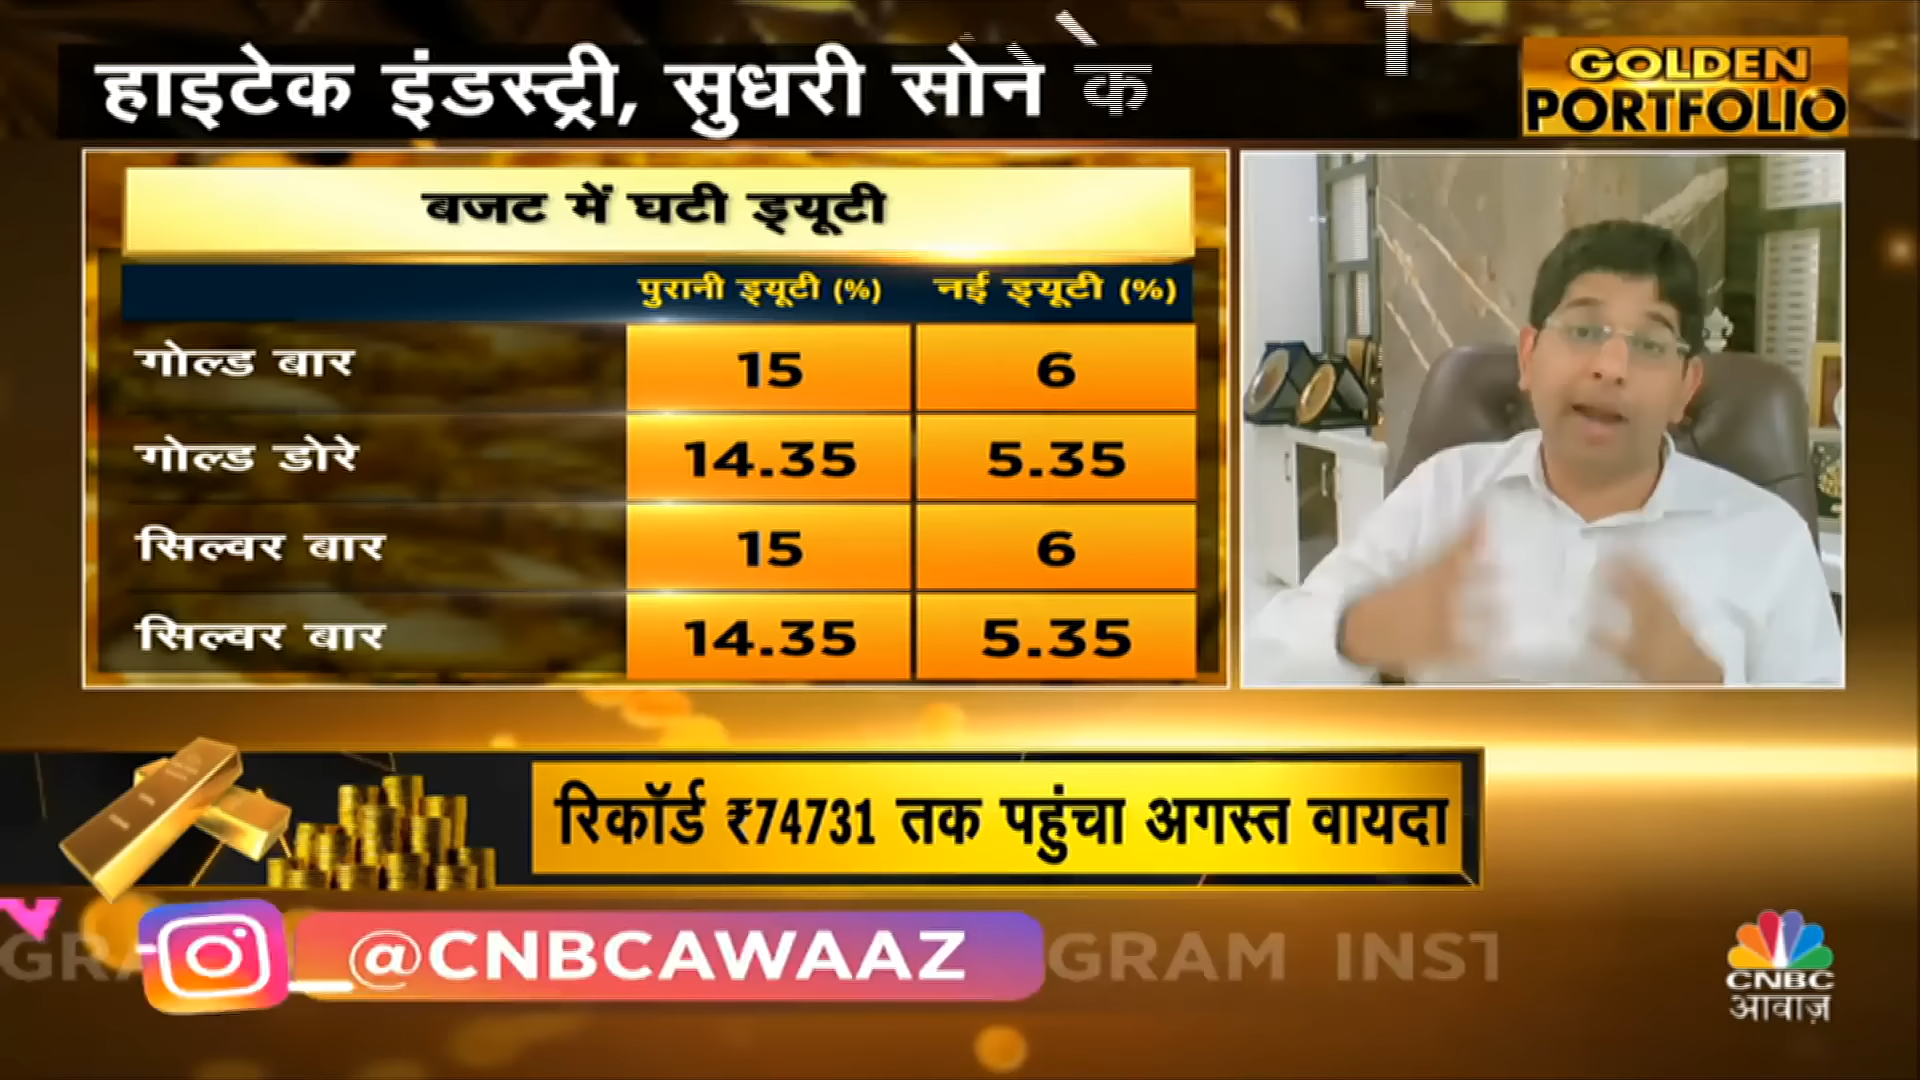 हाइटेक इंडस्ट्री, सुधरी सोने के
GOLDEN
PORTFOLIO
बजट में घटी ड्यूटी
पुरानी ड्यूटी (%) नई ड्यूटी (%)
गोल्ड बार 15 6
गोल्ड डोरे 14.35 5.35
सिल्वर बार 15 6
सिल्वर बार 14.35 5.35
रिकॉर्ड ₹74731 तक पहुंचा अगस्त वायदा
@CNBCAWAAZ
GRAM INST
CNBC
आवाज़